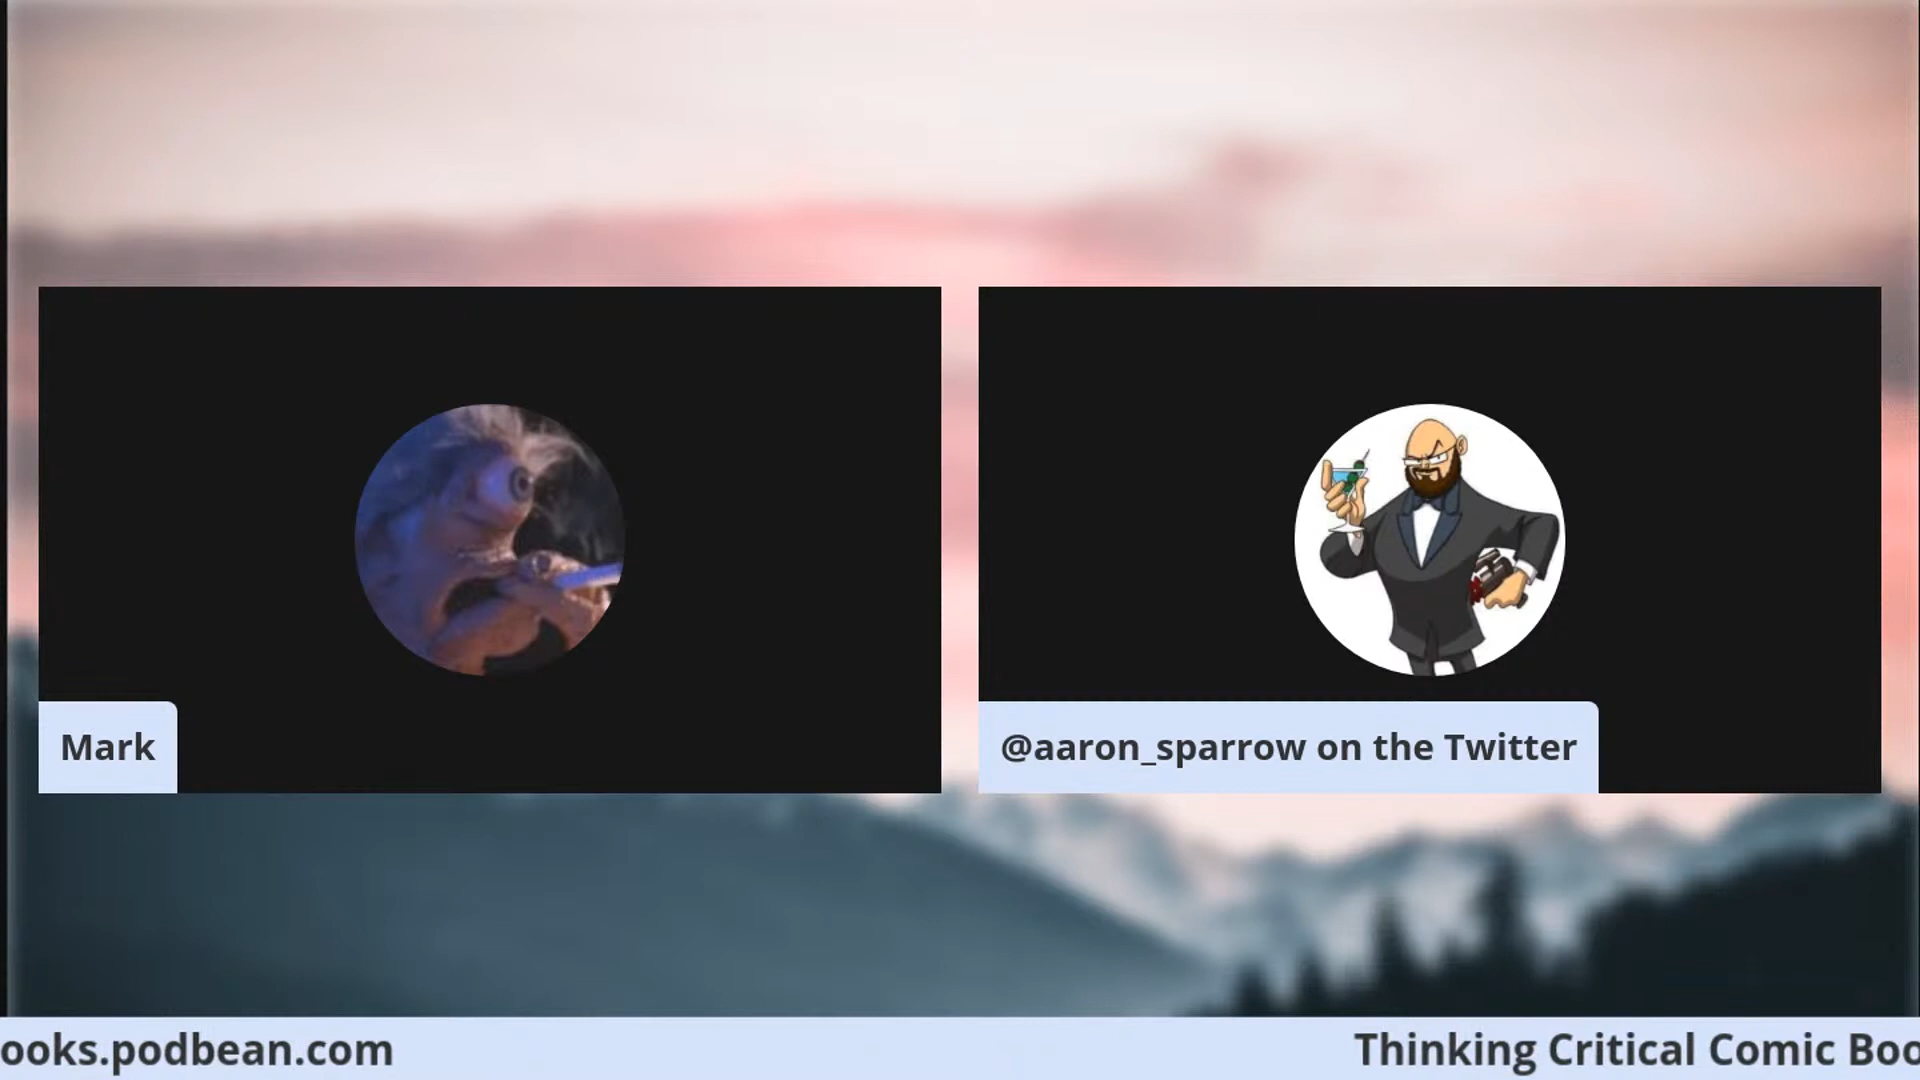 Mark
@aaron_sparrow on the Twitter
ooks.podbean.com
Thinking Critical Comic Boo